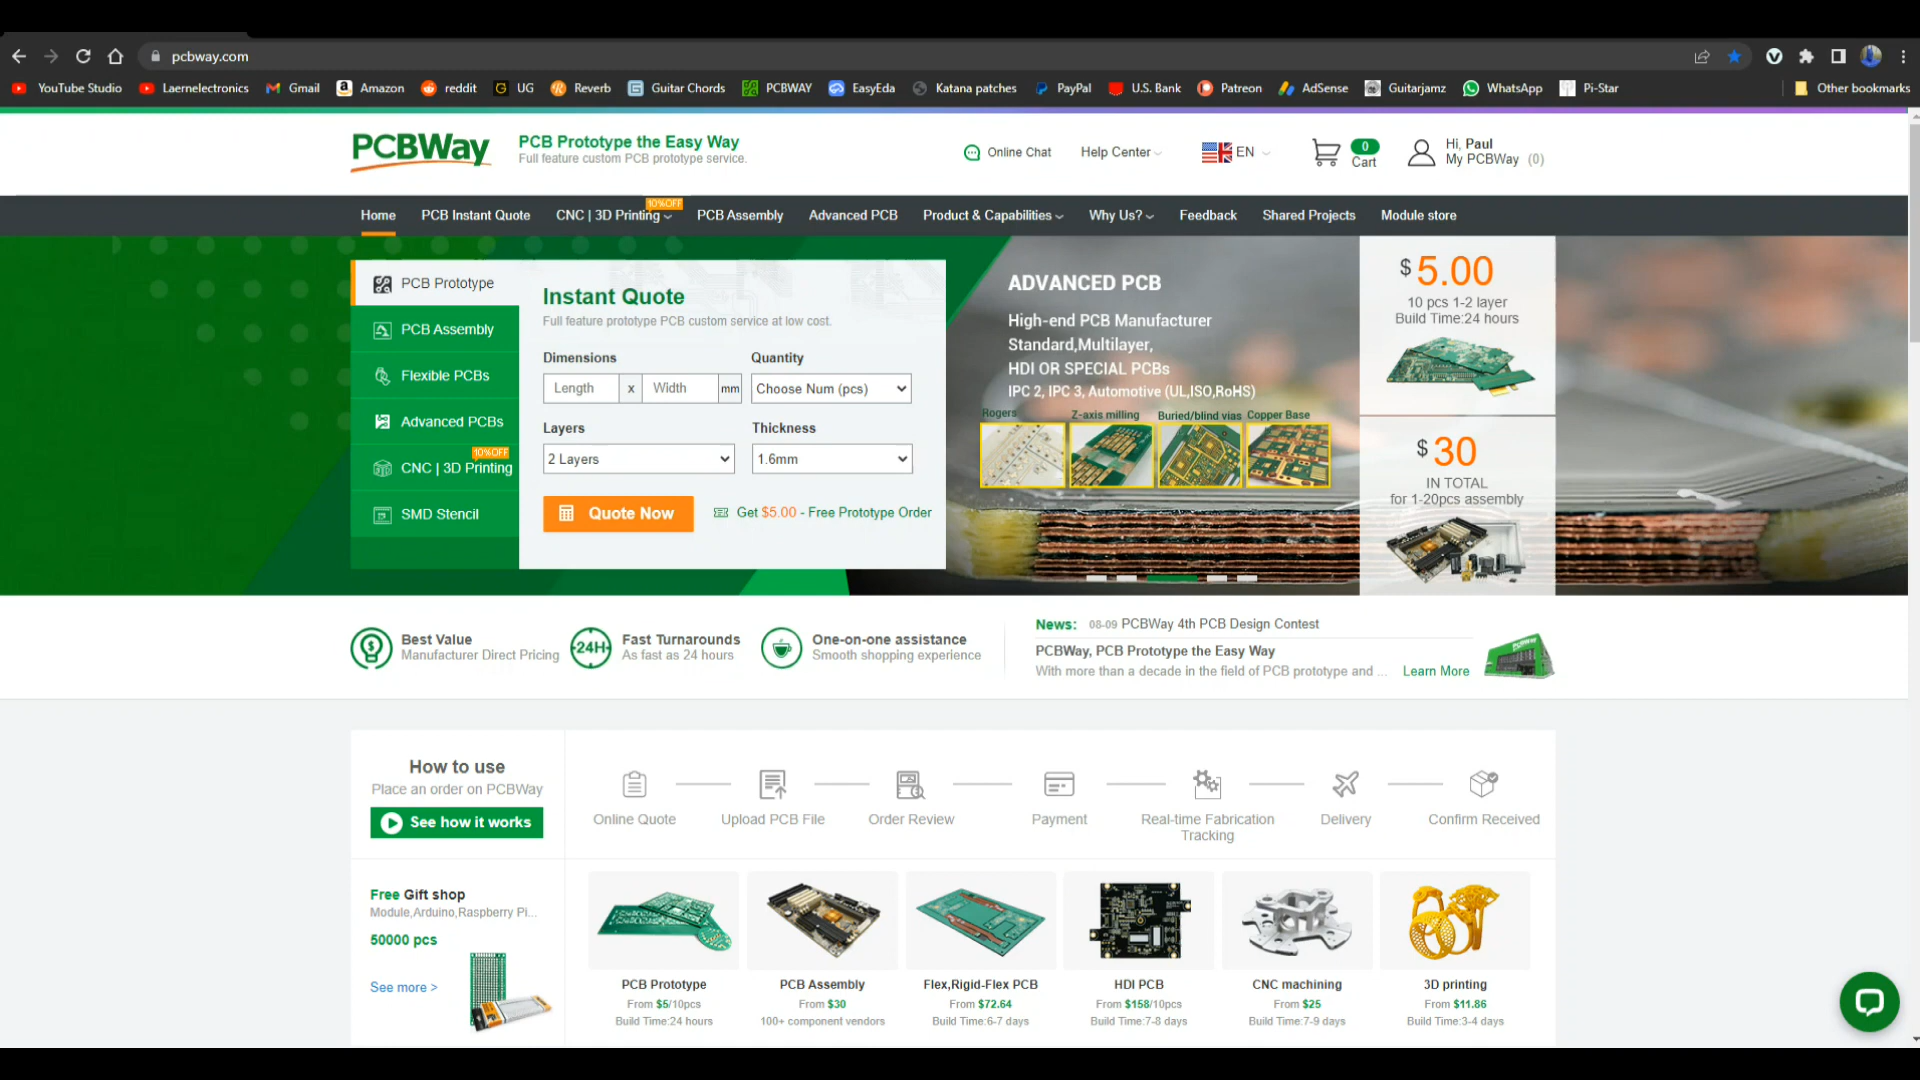 pcbway.com
YouTube Studio
Laernelectronics
Gmail
Amazon
reddit
UG
Reverb
Guitar Chords
PCBWAY
EasyEda
Katana patches
PayPal
U.S. Bank
Patreon
AdSense
Guitarjamz
WhatsApp
Pi-Star
Other bookmarks
PCBWay
PCB Prototype the Easy Way
Full feature custom PCB prototype service.
Online Chat
Help Center
EN
0
Cart
Hi, Paul
My PCBWay (0)
Home
PCB Instant Quote
CNC | 3D Printing
10%OFF
PCB Assembly
Advanced PCB
Product & Capabilities
Why Us?
Feedback
Shared Projects
Module store
PCB Prototype
PCB Assembly
Flexible PCBs
Advanced PCBs
10%OFF
CNC | 3D Printing
SMD Stencil
Instant Quote
Full feature prototype PCB custom service at low cost.
Dimensions
Quantity
Length x Width mm
Choose Num (pcs)
Layers
Thickness
2 Layers
1.6mm
Quote Now
Get $5.00 - Free Prototype Order
ADVANCED PCB
High-end PCB Manufacturer
Standard,Multilayer,
HDI OR SPECIAL PCBs
IPC 2, IPC 3, Automotive (UL,ISO,RoHS)
Rogers
Z-axis milling
Buried/blind vias
Copper Base
$5.00
10 pcs 1-2 layer
Build Time:24 hours
$30
IN TOTAL
for 1-20pcs assembly
Best Value
Manufacturer Direct Pricing
24H
Fast Turnarounds
As fast as 24 hours
One-on-one assistance
Smooth shopping experience
News: 08-09 PCBWay 4th PCB Design Contest
PCBWay, PCB Prototype the Easy Way
With more than a decade in the field of PCB prototype and ... Learn More
How to use
Place an order on PCBWay
See how it works
Online Quote
Upload PCB File
Order Review
Payment
Real-time Fabrication
Tracking
Delivery
Confirm Received
Free Gift shop
Module,Arduino,Raspberry Pi...
50000 pcs
See more >
PCB Prototype
From $5/10pcs
Build Time:24 hours
PCB Assembly
From $30
100+ component vendors
Flex,Rigid-Flex PCB
From $72.64
Build Time:6-7 days
HDI PCB
From $158/10pcs
Build Time:7-8 days
CNC machining
From $25
Build Time:7-9 days
3D printing
From $11.86
Build Time:3-4 days